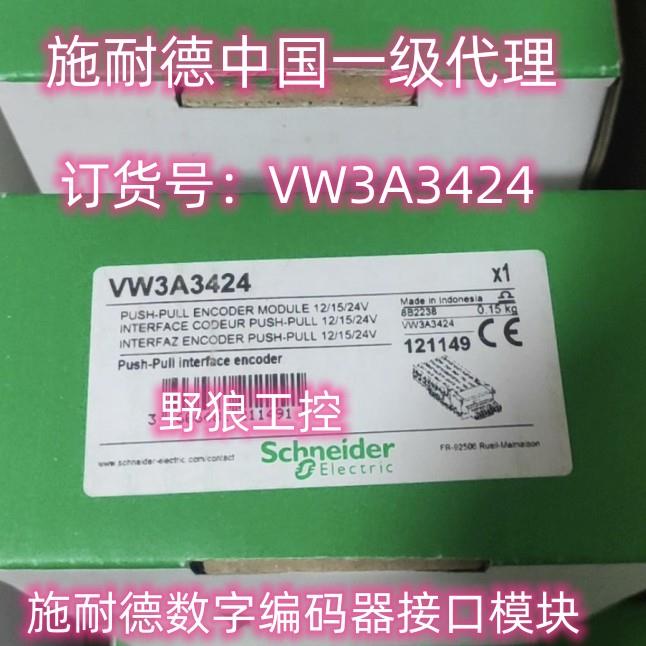 施耐德中国一级代理
订货号：VW3A3424
VW3A3424
x1
PUSH-PULL ENCODER MODULE 12/15/24V
INTERFACE CODEUR PUSH-PULL 12/15/24V
INTERFAZ ENCODER PUSH-PULL 12/15/24V
Push-Pull interface encoder
Made in Indonesia
8B2238 0.15 kg
VW3A3424
CE
121149
野狼工控
www.schneider-electric.com/contact
Schneider
Electric
FR-92506 Rueil-Malmaison
施耐德数字编码器接口模块